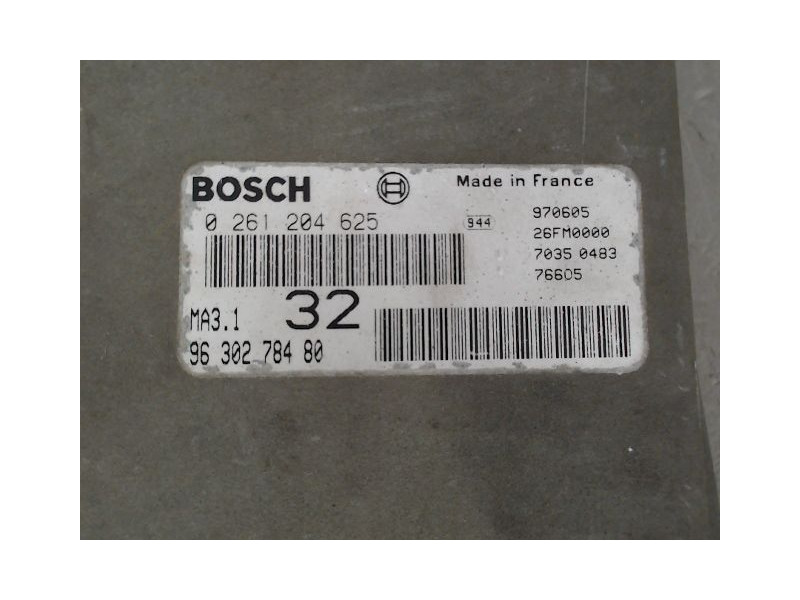 BOSCH Made in France
0 261 204 625 944 970605
26FM0000
7035 0483
76605
MA3.1 32
96 302 784 80